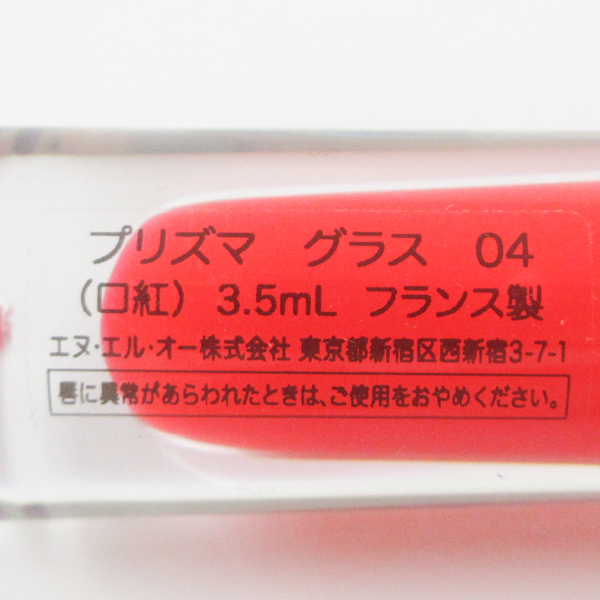 プリズマ グラス 04
(口紅) 3.5mL フランス製
エヌ・エル・オー株式会社 東京都新宿区西新宿3-7-1
唇に異常があらわれたときは、ご使用をおやめください。